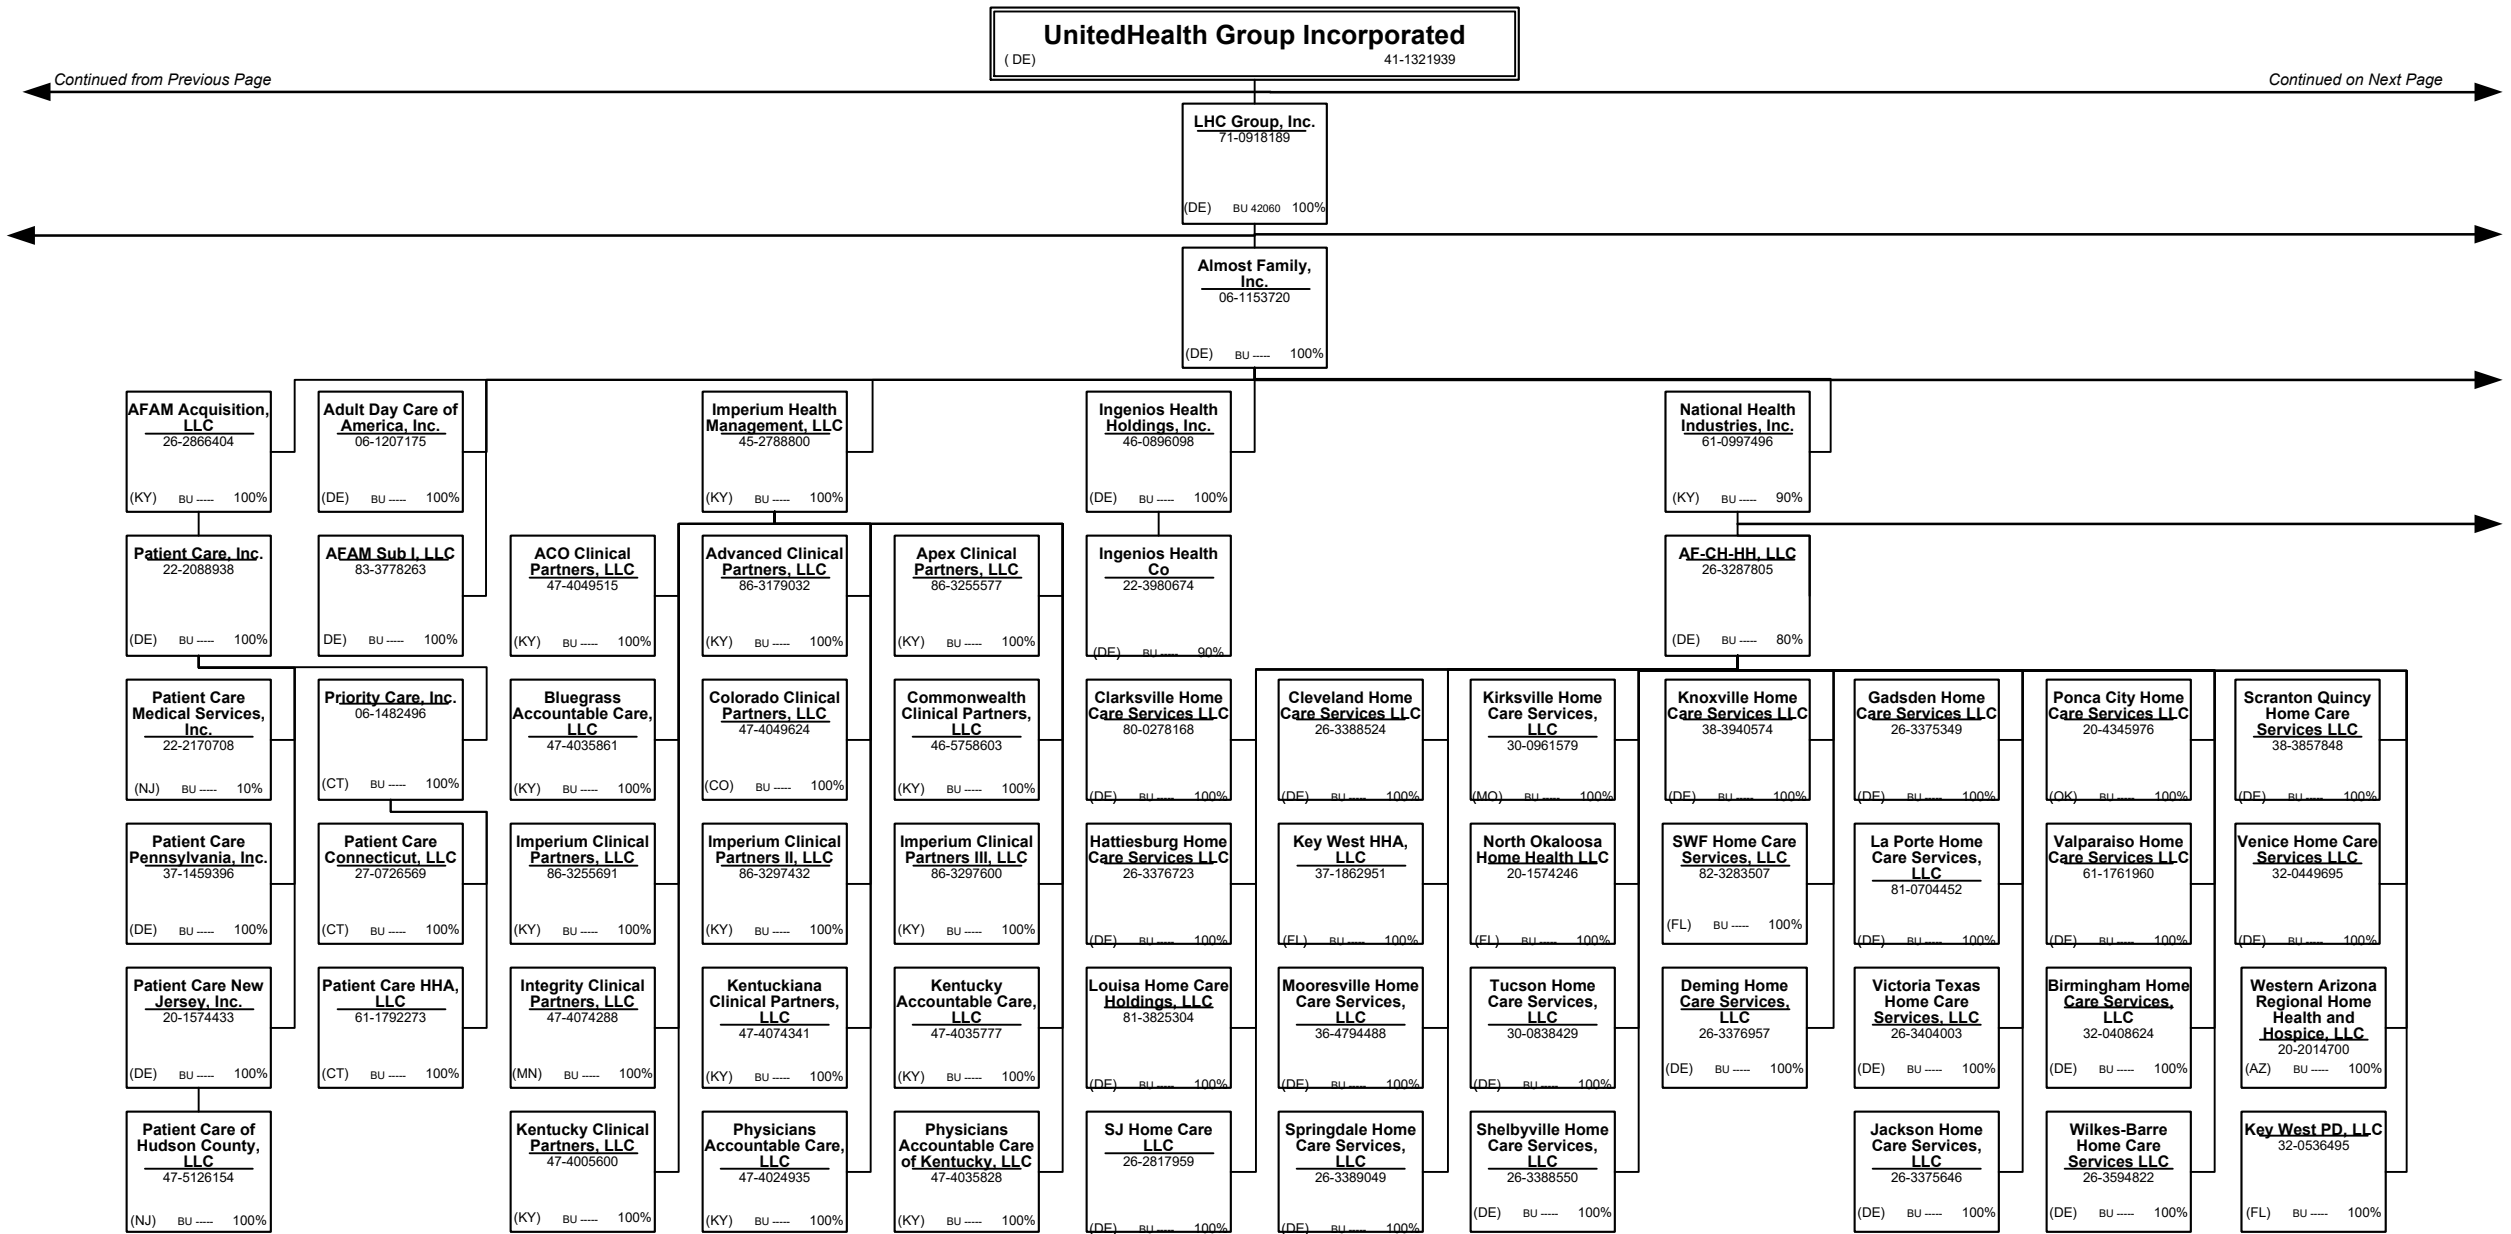 UnitedHealth Group Incorporated
( DE) 41-1321939
Continued from Previous Page
Continued on Next Page
LHC Group, Inc.
71-0918189
(DE) BU 42060 100%
Almost Family,
Inc.
06-1153720
(DE) BU ----- 100%
AFAM Acquisition,
LLC
26-2866404
(KY) BU ----- 100%
Adult Day Care of
America, Inc.
06-1207175
(DE) BU ----- 100%
Imperium Health
Management, LLC
45-2788800
(KY) BU ----- 100%
Ingenios Health
Holdings, Inc.
46-0896098
(DE) BU ----- 100%
National Health
Industries, Inc.
61-0997496
(KY) BU ----- 90%
Patient Care, Inc.
22-2088938
(DE) BU ----- 100%
AFAM Sub I, LLC
83-3778263
DE) BU ----- 100%
ACO Clinical
Partners, LLC
47-4049515
(KY) BU ----- 100%
Advanced Clinical
Partners, LLC
86-3179032
(KY) BU ----- 100%
Apex Clinical
Partners, LLC
86-3255577
(KY) BU ----- 100%
Ingenios Health
Co
22-3980674
(DE) BU ----- 90%
AF-CH-HH, LLC
26-3287805
(DE) BU ----- 80%
Patient Care
Medical Services,
Inc.
22-2170708
(NJ) BU ----- 10%
Priority Care, Inc.
06-1482496
(CT) BU ----- 100%
Bluegrass
Accountable Care,
LLC
47-4035861
(KY) BU ----- 100%
Colorado Clinical
Partners, LLC
47-4049624
(CO) BU ----- 100%
Commonwealth
Clinical Partners,
LLC
46-5758603
(KY) BU ----- 100%
Clarksville Home
Care Services LLC
80-0278168
(DE) BU ----- 100%
Cleveland Home
Care Services LLC
26-3388524
(DE) BU ----- 100%
Kirksville Home
Care Services,
LLC
30-0961579
(MO) BU ----- 100%
Knoxville Home
Care Services LLC
38-3940574
(DE) BU ----- 100%
Gadsden Home
Care Services LLC
26-3375349
(DE) BU ----- 100%
Ponca City Home
Care Services LLC
20-4345976
(OK) BU ----- 100%
Scranton Quincy
Home Care
Services LLC
38-3857848
(DE) BU ----- 100%
Patient Care
Pennsylvania, Inc.
37-1459396
(DE) BU ----- 100%
Patient Care
Connecticut, LLC
27-0726569
(CT) BU ----- 100%
Imperium Clinical
Partners, LLC
86-3255691
(KY) BU ----- 100%
Imperium Clinical
Partners II, LLC
86-3297432
(KY) BU ----- 100%
Imperium Clinical
Partners III, LLC
86-3297600
(KY) BU ----- 100%
Hattiesburg Home
Care Services LLC
26-3376723
(DE) BU ----- 100%
Key West HHA,
LLC
37-1862951
(FL) BU ----- 100%
North Okaloosa
Home Health LLC
20-1574246
(FL) BU ----- 100%
SWF Home Care
Services, LLC
82-3283507
(FL) BU ----- 100%
La Porte Home
Care Services,
LLC
81-0704452
(DE) BU ----- 100%
Valparaiso Home
Care Services LLC
61-1761960
(DE) BU ----- 100%
Venice Home Care
Services LLC
32-0449695
(DE) BU ----- 100%
Patient Care New
Jersey, Inc.
20-1574433
(DE) BU ----- 100%
Patient Care HHA,
LLC
61-1792273
(CT) BU ----- 100%
Integrity Clinical
Partners, LLC
47-4074288
(MN) BU ----- 100%
Kentuckiana
Clinical Partners,
LLC
47-4074341
(KY) BU ----- 100%
Kentucky
Accountable Care,
LLC
47-4035777
(KY) BU ----- 100%
Louisa Home Care
Holdings, LLC
81-3825304
(DE) BU ----- 100%
Mooresville Home
Care Services,
LLC
36-4794488
(DE) BU ----- 100%
Tucson Home
Care Services,
LLC
30-0838429
(DE) BU ----- 100%
Deming Home
Care Services,
LLC
26-3376957
(DE) BU ----- 100%
Victoria Texas
Home Care
Services, LLC
26-3404003
(DE) BU ----- 100%
Birmingham Home
Care Services,
LLC
32-0408624
(DE) BU ----- 100%
Western Arizona
Regional Home
Health and
Hospice, LLC
20-2014700
(AZ) BU ----- 100%
Patient Care of
Hudson County,
LLC
47-5126154
(NJ) BU ----- 100%
Kentucky Clinical
Partners, LLC
47-4005600
(KY) BU ----- 100%
Physicians
Accountable Care,
LLC
47-4024935
(KY) BU ----- 100%
Physicians
Accountable Care
of Kentucky, LLC
47-4035828
(KY) BU ----- 100%
SJ Home Care
LLC
26-2817959
(DE) BU ----- 100%
Springdale Home
Care Services,
LLC
26-3389049
(DE) BU ----- 100%
Shelbyville Home
Care Services,
LLC
26-3388550
(DE) BU ----- 100%
Jackson Home
Care Services,
LLC
26-3375646
(DE) BU ----- 100%
Wilkes-Barre
Home Care
Services LLC
26-3594822
(DE) BU ----- 100%
Key West PD, LLC
32-0536495
(FL) BU ----- 100%